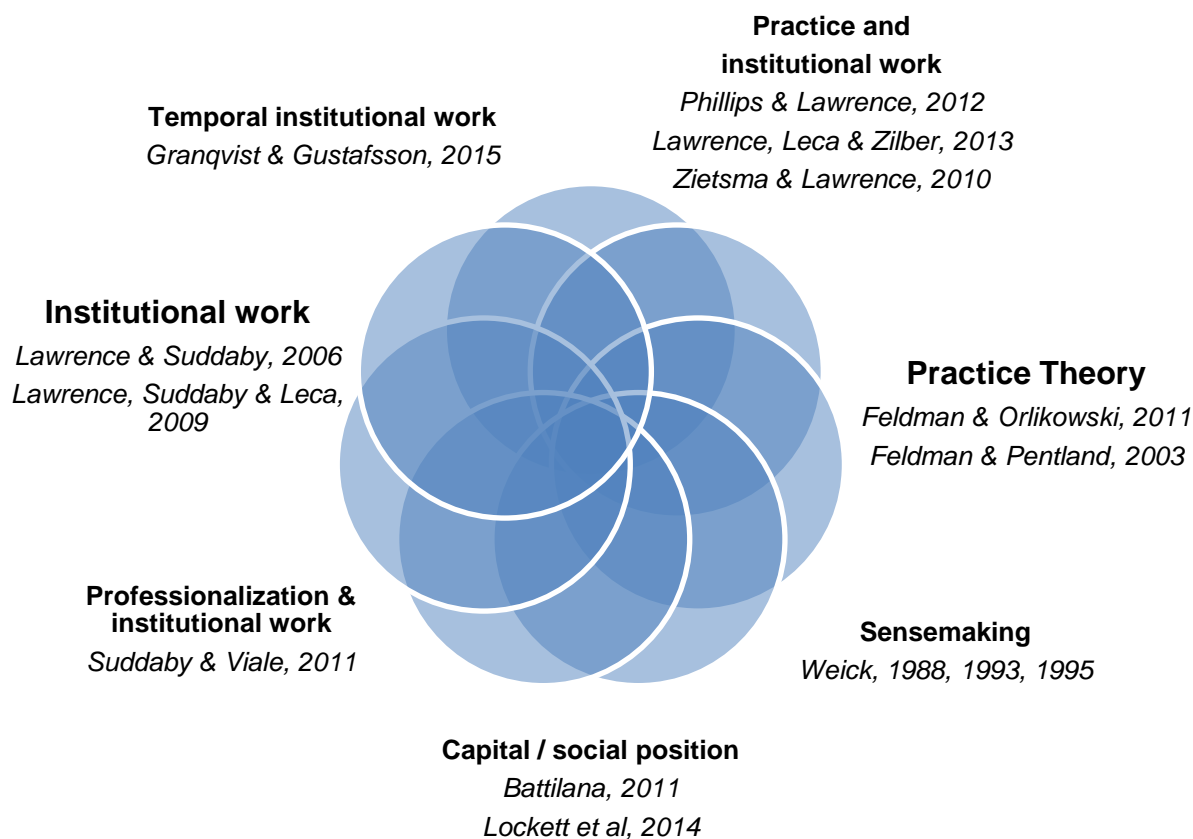 Practice and
institutional work
Phillips & Lawrence, 2012
Lawrence, Leca & Zilber, 2013
Zietsma & Lawrence, 2010
Temporal institutional work
Granqvist & Gustafsson, 2015
Institutional work
Lawrence & Suddaby, 2006
Lawrence, Suddaby & Leca,
2009
Practice Theory
Feldman & Orlikowski, 2011
Feldman & Pentland, 2003
Professionalization &
institutional work
Suddaby & Viale, 2011
Sensemaking
Weick, 1988, 1993, 1995
Capital / social position
Battilana, 2011
Lockett et al, 2014